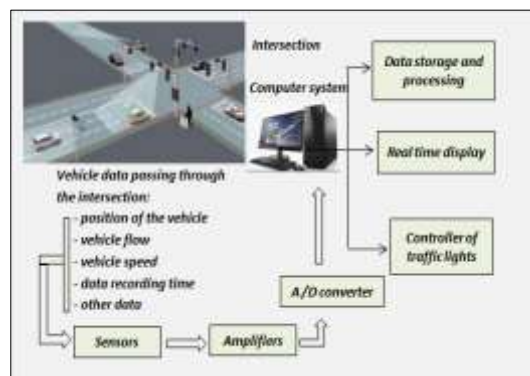 Intersection
Computer system
Data storage and
processing
Real time display
Controller of
traffic lights
Vehicle data passing through
the intersection:
- position of the vehicle
- vehicle flow
- vehicle speed
- data recording time
- other data
Sensors
Amplifiers
A/D converter